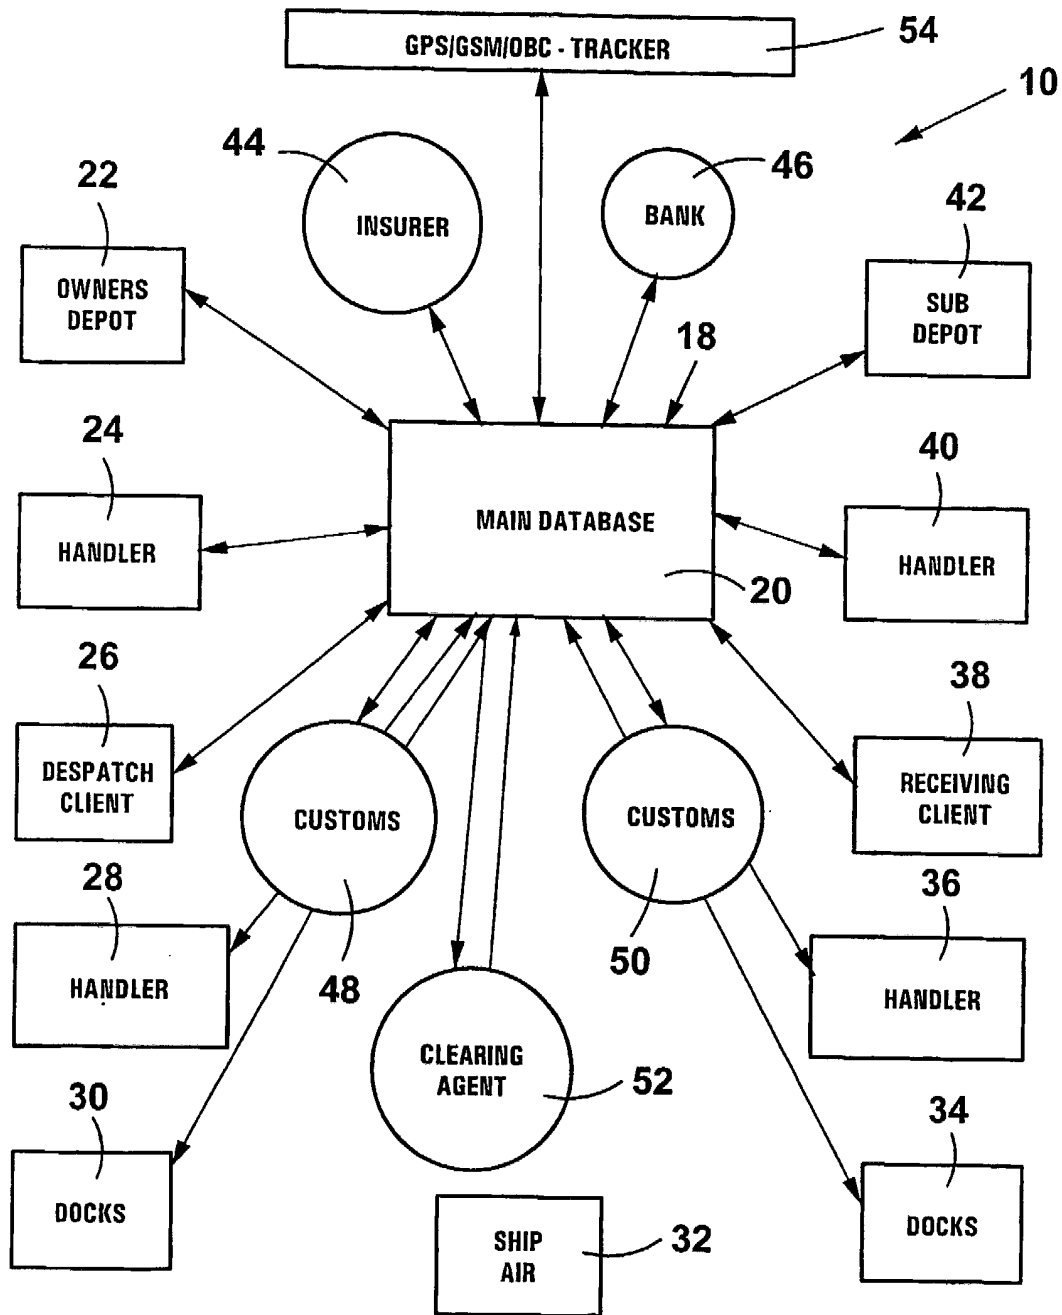 GPS/GSM/OBC - TRACKER
54
10
44
INSURER
46
BANK
22
OWNERS
DEPOT
42
SUB
DEPOT
18
24
HANDLER
MAIN DATABASE
20
40
HANDLER
26
DESPATCH
CLIENT
CUSTOMS
48
CUSTOMS
50
38
RECEIVING
CLIENT
28
HANDLER
36
HANDLER
CLEARING
AGENT
52
30
DOCKS
34
DOCKS
SHIP
AIR
32